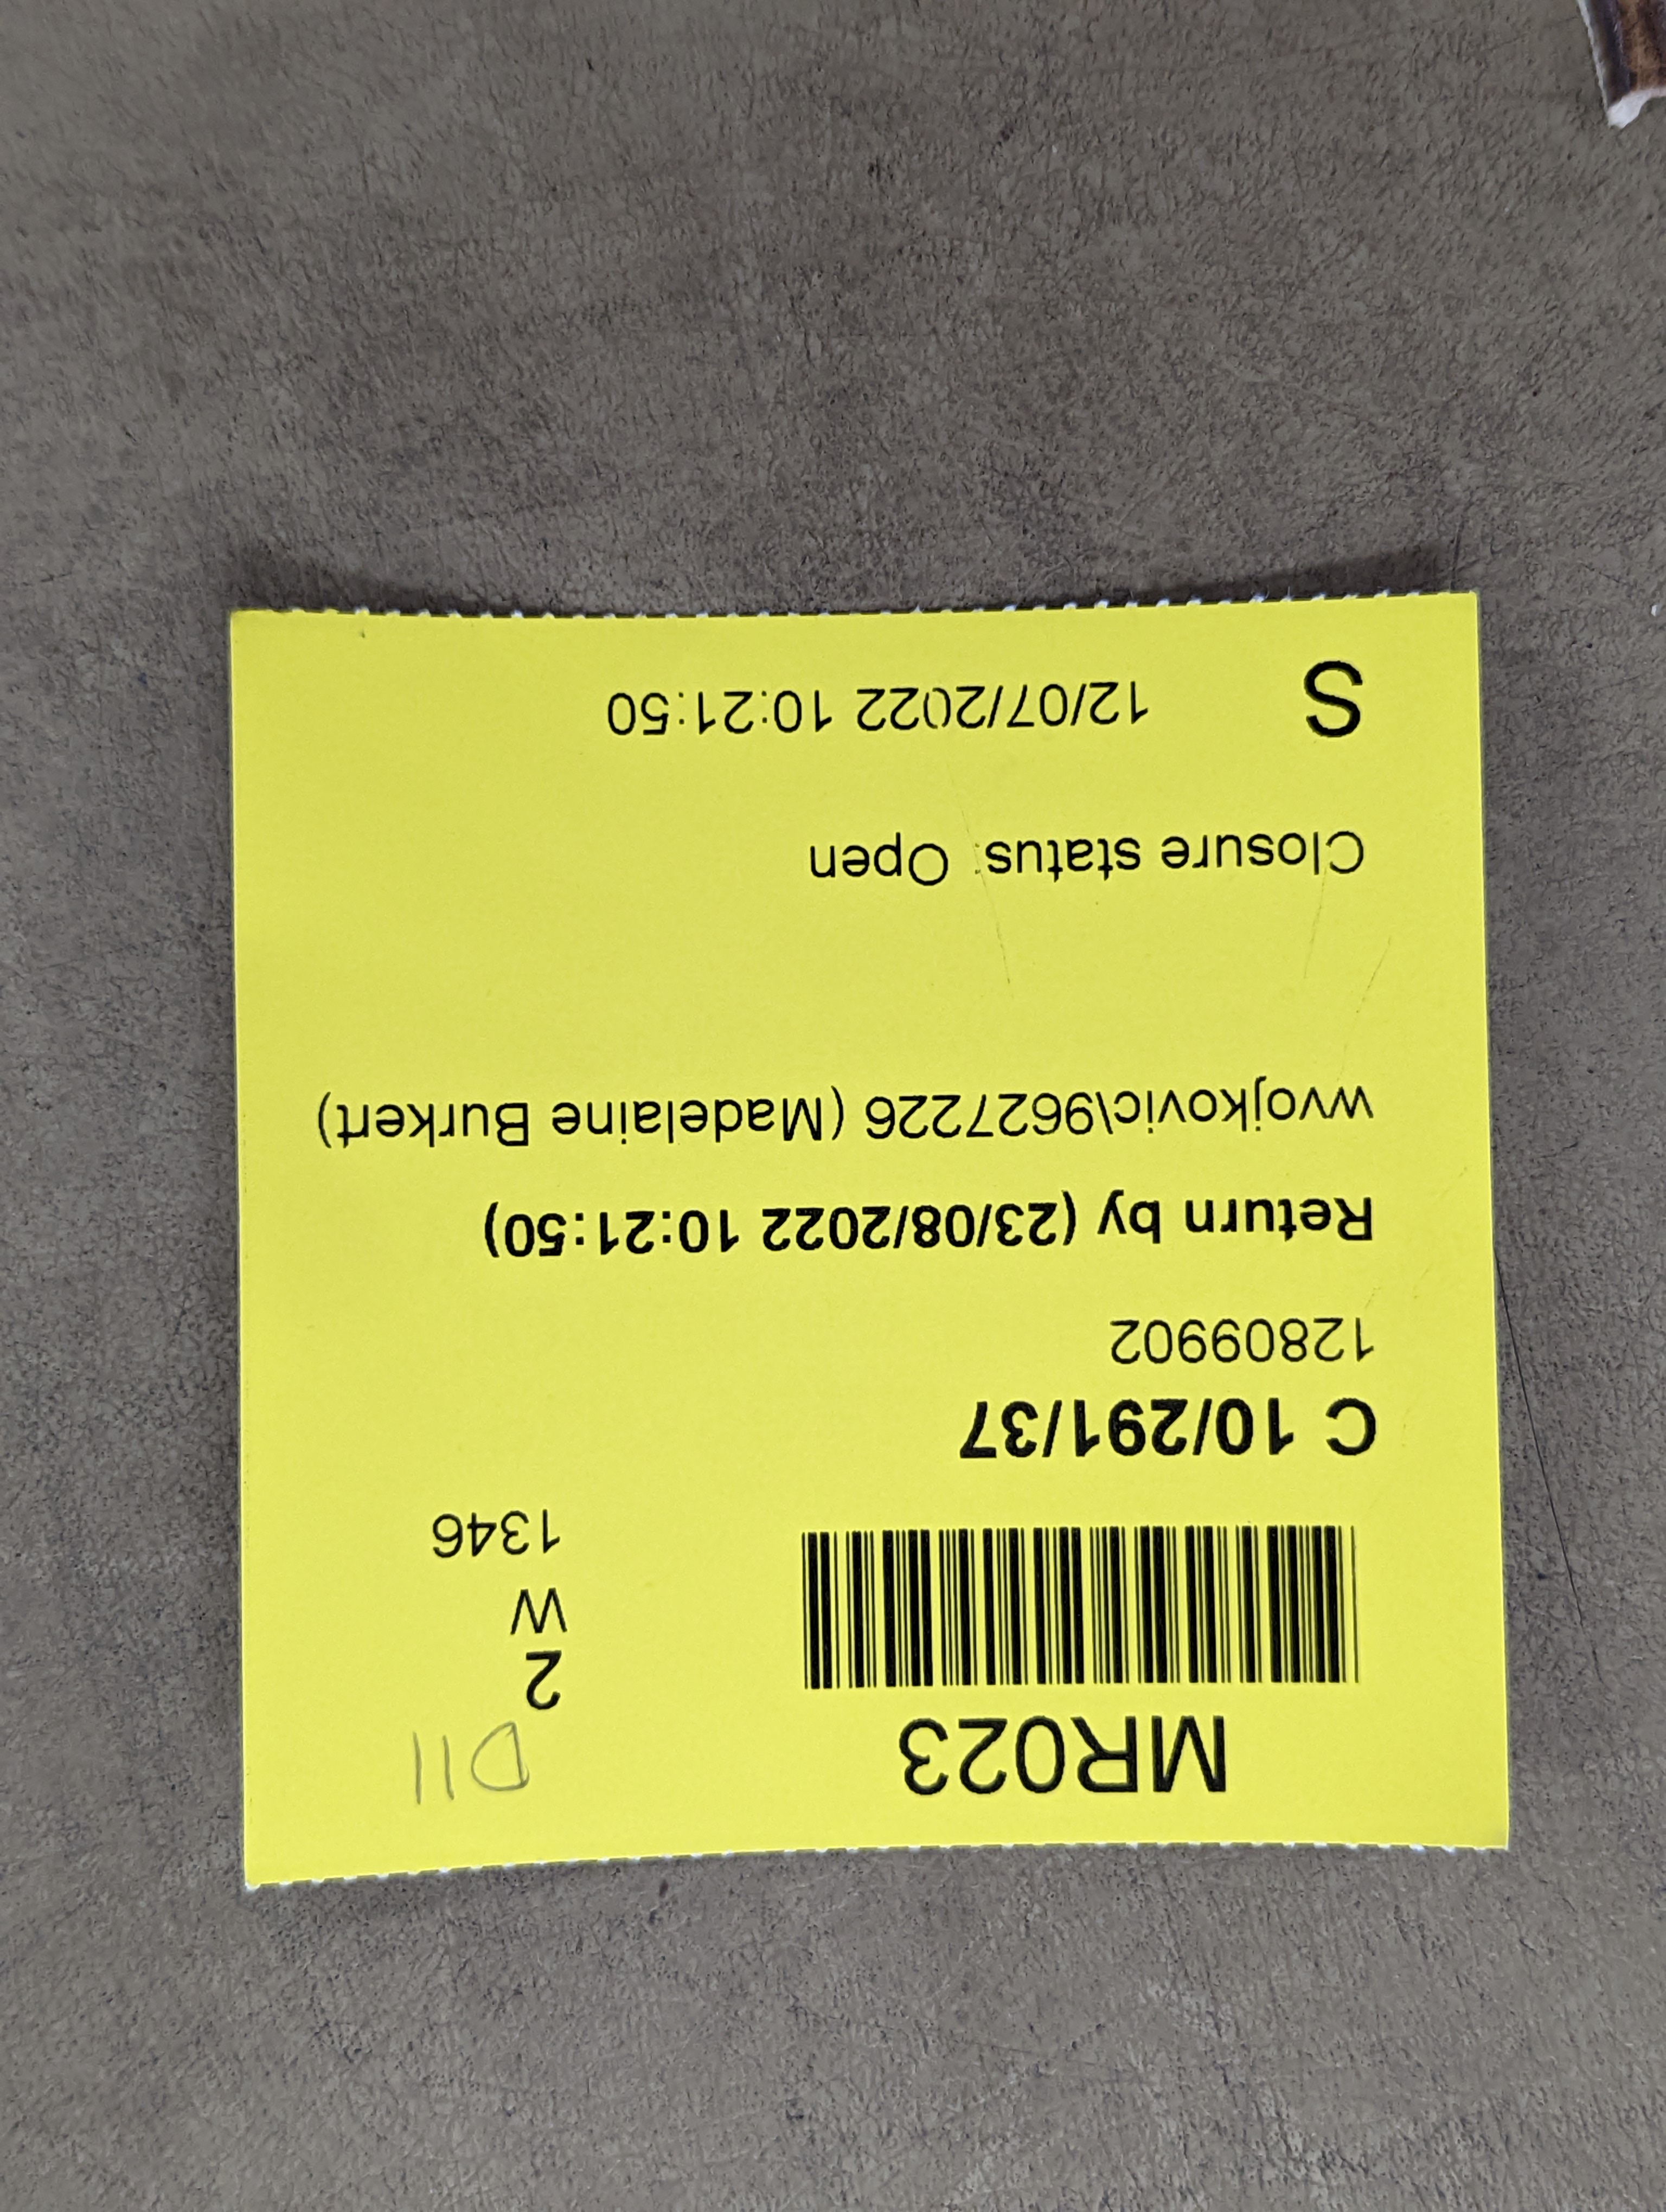 MR023
D11
2
W
1346
C 10/291/37
12809902
Return by (23/08/2022 10:21:50)
wvojkovic\9627226 (Madelaine Burkert)
Closure status: Open
S 12/07/2022 10:21:50